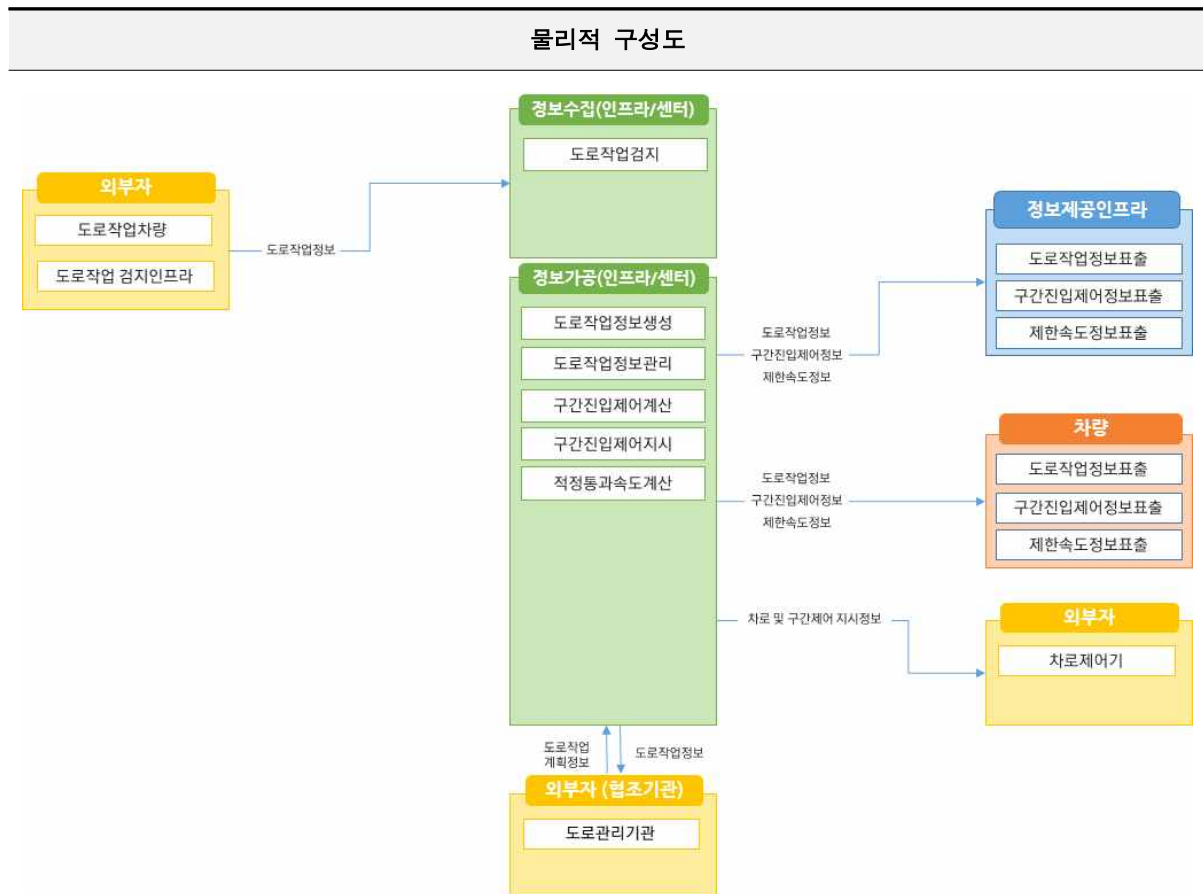 물리적 구성도
외부자
도로작업차량
도로작업 검지인프라
도로작업정보
정보수집(인프라/센터)
도로작업검지
정보가공(인프라/센터)
도로작업정보생성
도로작업정보관리
구간진입제어계산
구간진입제어지시
적정통과속도계산
도로작업정보
구간진입제어정보
제한속도정보
정보제공인프라
도로작업정보표출
구간진입제어정보표출
제한속도정보표출
도로작업정보
구간진입제어정보
제한속도정보
차량
도로작업정보표출
구간진입제어정보표출
제한속도정보표출
차로 및 구간제어 지시정보
외부자
차로제어기
도로작업
계획정보
도로작업정보
외부자 (협조기관)
도로관리기관